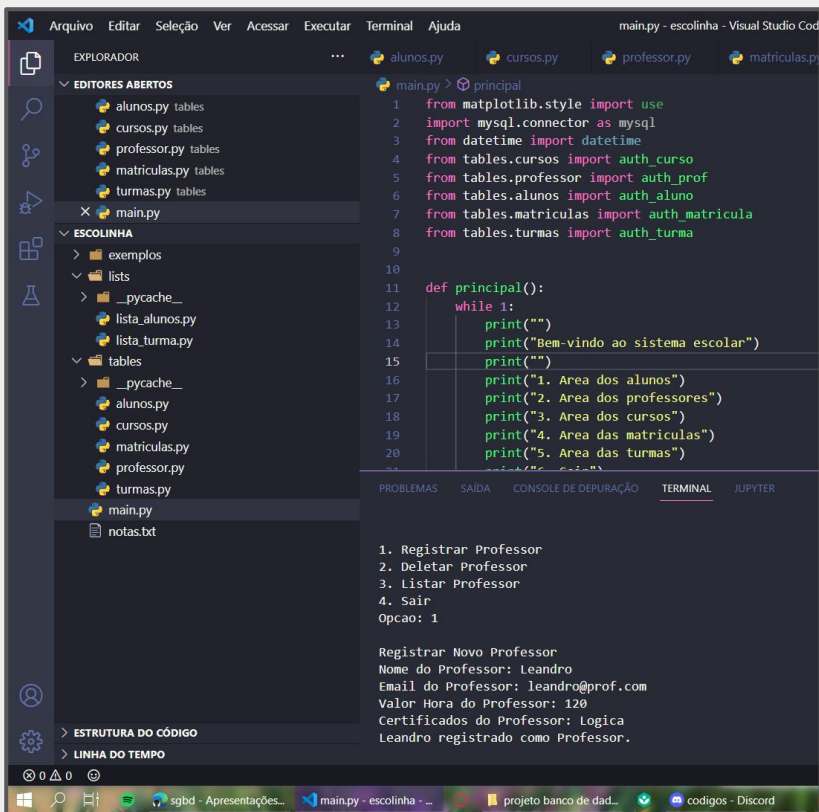 Arquivo Editar Seleção Ver Acessar Executar Terminal Ajuda
main.py - escolinha - Visual Studio Cod
EXPLORADOR
EDITORES ABERTOS
alunos.py tables
cursos.py tables
professor.py tables
matriculas.py tables
turmas.py tables
main.py
ESCOLINHA
exemplos
lists
__pycache__
lista_alunos.py
lista_turma.py
tables
__pycache__
alunos.py
cursos.py
matriculas.py
professor.py
turmas.py
main.py
notas.txt
ESTRUTURA DO CÓDIGO
LINHA DO TEMPO
alunos.py cursos.py professor.py matriculas.py
main.py > principal
1 from matplotlib.style import use
2 import mysql.connector as mysql
3 from datetime import datetime
4 from tables.cursos import auth_curso
5 from tables.professor import auth_prof
6 from tables.alunos import auth_aluno
7 from tables.matriculas import auth_matricula
8 from tables.turmas import auth_turma
9
10
11 def principal():
12 while 1:
13 print("")
14 print("Bem-vindo ao sistema escolar")
15 print("")
16 print("1. Area dos alunos")
17 print("2. Area dos professores")
18 print("3. Area dos cursos")
19 print("4. Area das matriculas")
20 print("5. Area das turmas")
PROBLEMAS SAÍDA CONSOLE DE DEPURAÇÃO TERMINAL JUPYTER
1. Registrar Professor
2. Deletar Professor
3. Listar Professor
4. Sair
Opcao: 1
Registrar Novo Professor
Nome do Professor: Leandro
Email do Professor: leandro@prof.com
Valor Hora do Professor: 120
Certificados do Professor: Logica
Leandro registrado como Professor.
0 0
sgbd - Apresentações... main.py - escolinha - ... projeto banco de dad... codigos - Discord